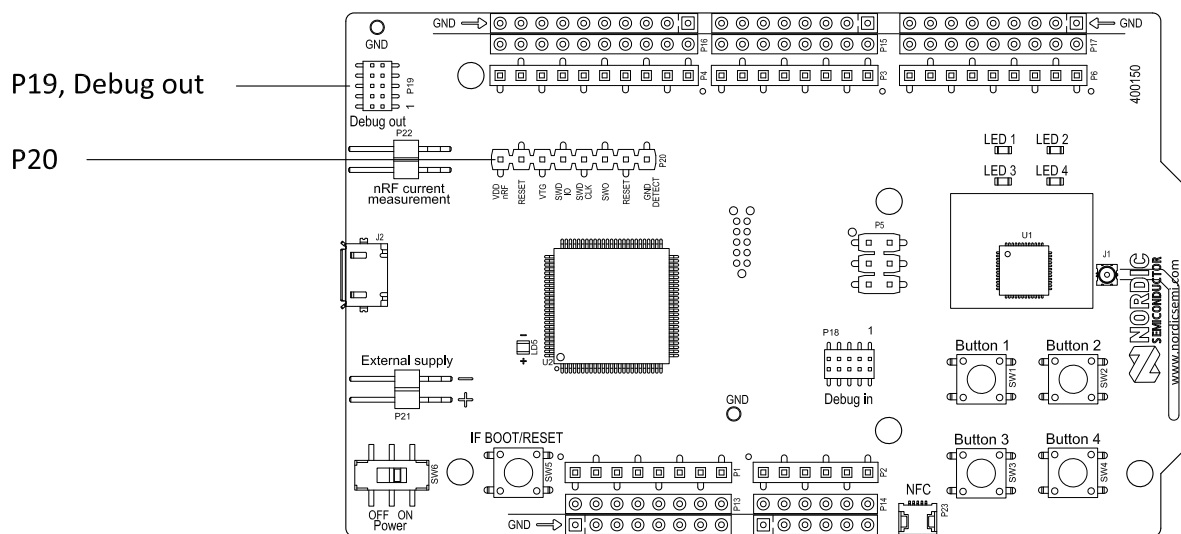 GND
GND
GND
P16
P15
P17
P19, Debug out
P19
1
P4
P3
P6
400150
Debug out
P22
LED 1
LED 2
P20
P20
LED 3
LED 4
nRF current
measurement
VDD
nRF
RESET
VTG
SWD
IO
SWD
CLK
SWO
RESET
GND
DETECT
P5
U1
J2
J1
NORDIC
SEMICONDUCTOR
www.nordicsemi.com
P18
1
-
LD5
+
U2
Button 1
Button 2
External supply
SW1
SW2
Debug in
P21
GND
IF BOOT/RESET
Button 3
Button 4
SW6
SW5
P1
P2
SW3
SW4
NFC
P13
P14
P23
OFF
ON
Power
GND